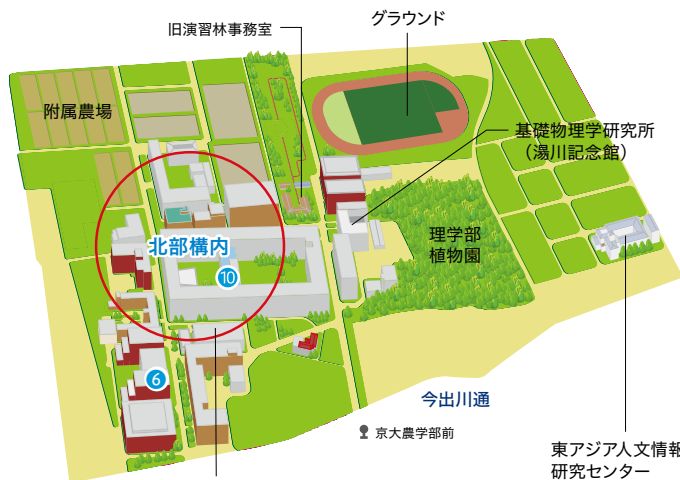 旧演習林事務室
グラウンド
附属農場
基礎物理学研究所
（湯川記念館）
理学部
植物園
北部構内
10
6
今出川通
京大農学部前
東アジア人文情報
研究センター